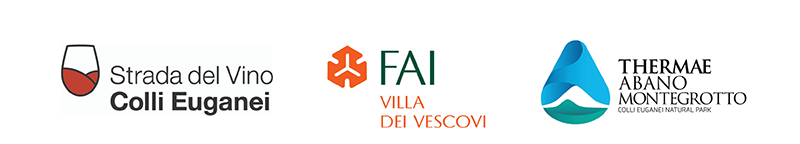 Strada del Vino
Colli Euganei
FAI
VILLA
DEI VESCOVI
THERMAE
ABANO
MONTEGROTTO
COLLI EUGANEI NATURAL PARK